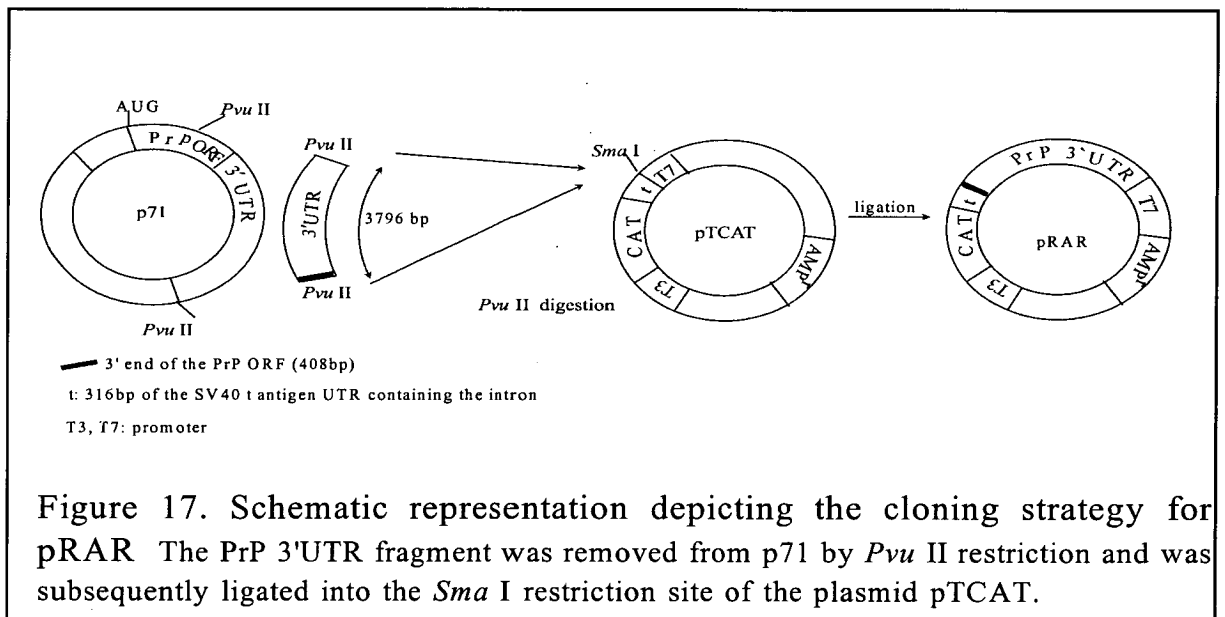 AUG
Pvu II
PrPORF
3'UTR
p71
Pvu II
Pvu II
3'UTR
Pvu II
3796 bp
Sma I
t
T7
CAT
pTCAT
T3
AMPr
Pvu II digestion
ligation
PrP 3`UTR
t
T7
CAT
pRAR
T3
AMPr
3' end of the PrP ORF (408bp)
t: 316bp of the SV40 t antigen UTR containing the intron
T3, T7: promoter
Figure 17. Schematic representation depicting the cloning strategy for
pRAR The PrP 3'UTR fragment was removed from p71 by Pvu II restriction and was
subsequently ligated into the Sma I restriction site of the plasmid pTCAT.